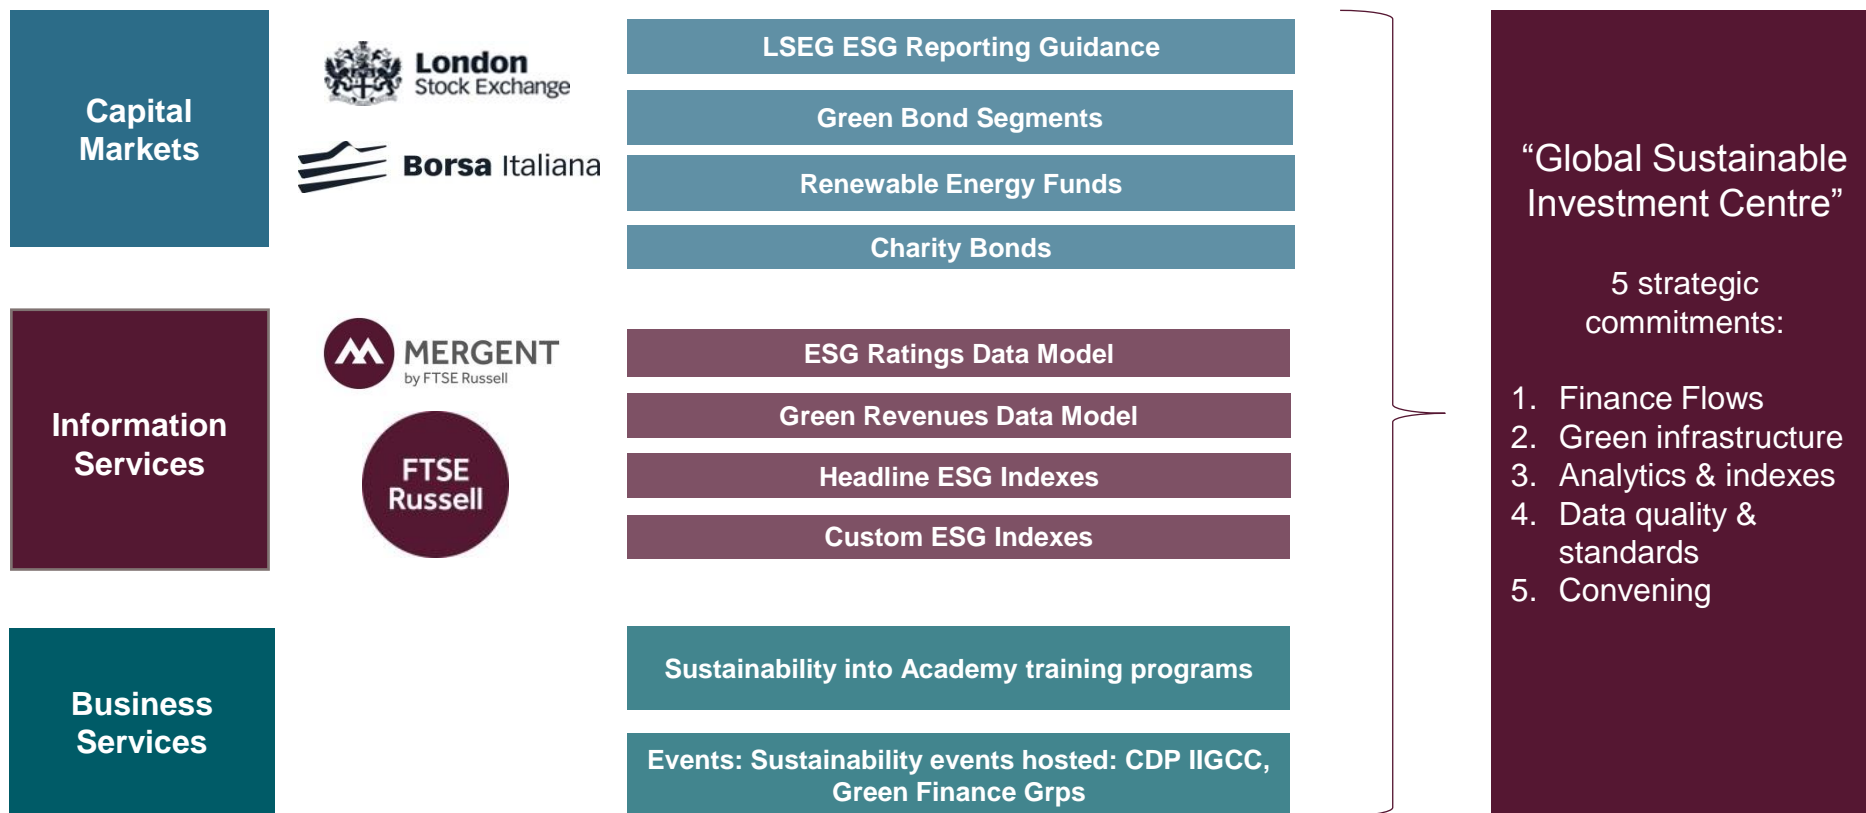 Capital
Markets
London
Stock Exchange
Borsa Italiana
LSEG ESG Reporting Guidance
Green Bond Segments
Renewable Energy Funds
Charity Bonds
Information
Services
MERGENT
by FTSE Russell
FTSE
Russell
ESG Ratings Data Model
Green Revenues Data Model
Headline ESG Indexes
Custom ESG Indexes
Business
Services
Sustainability into Academy training programs
Events: Sustainability events hosted: CDP IIGCC,
Green Finance Grps
“Global Sustainable
Investment Centre”
5 strategic
commitments:
1. Finance Flows
2. Green infrastructure
3. Analytics & indexes
4. Data quality &
standards
5. Convening